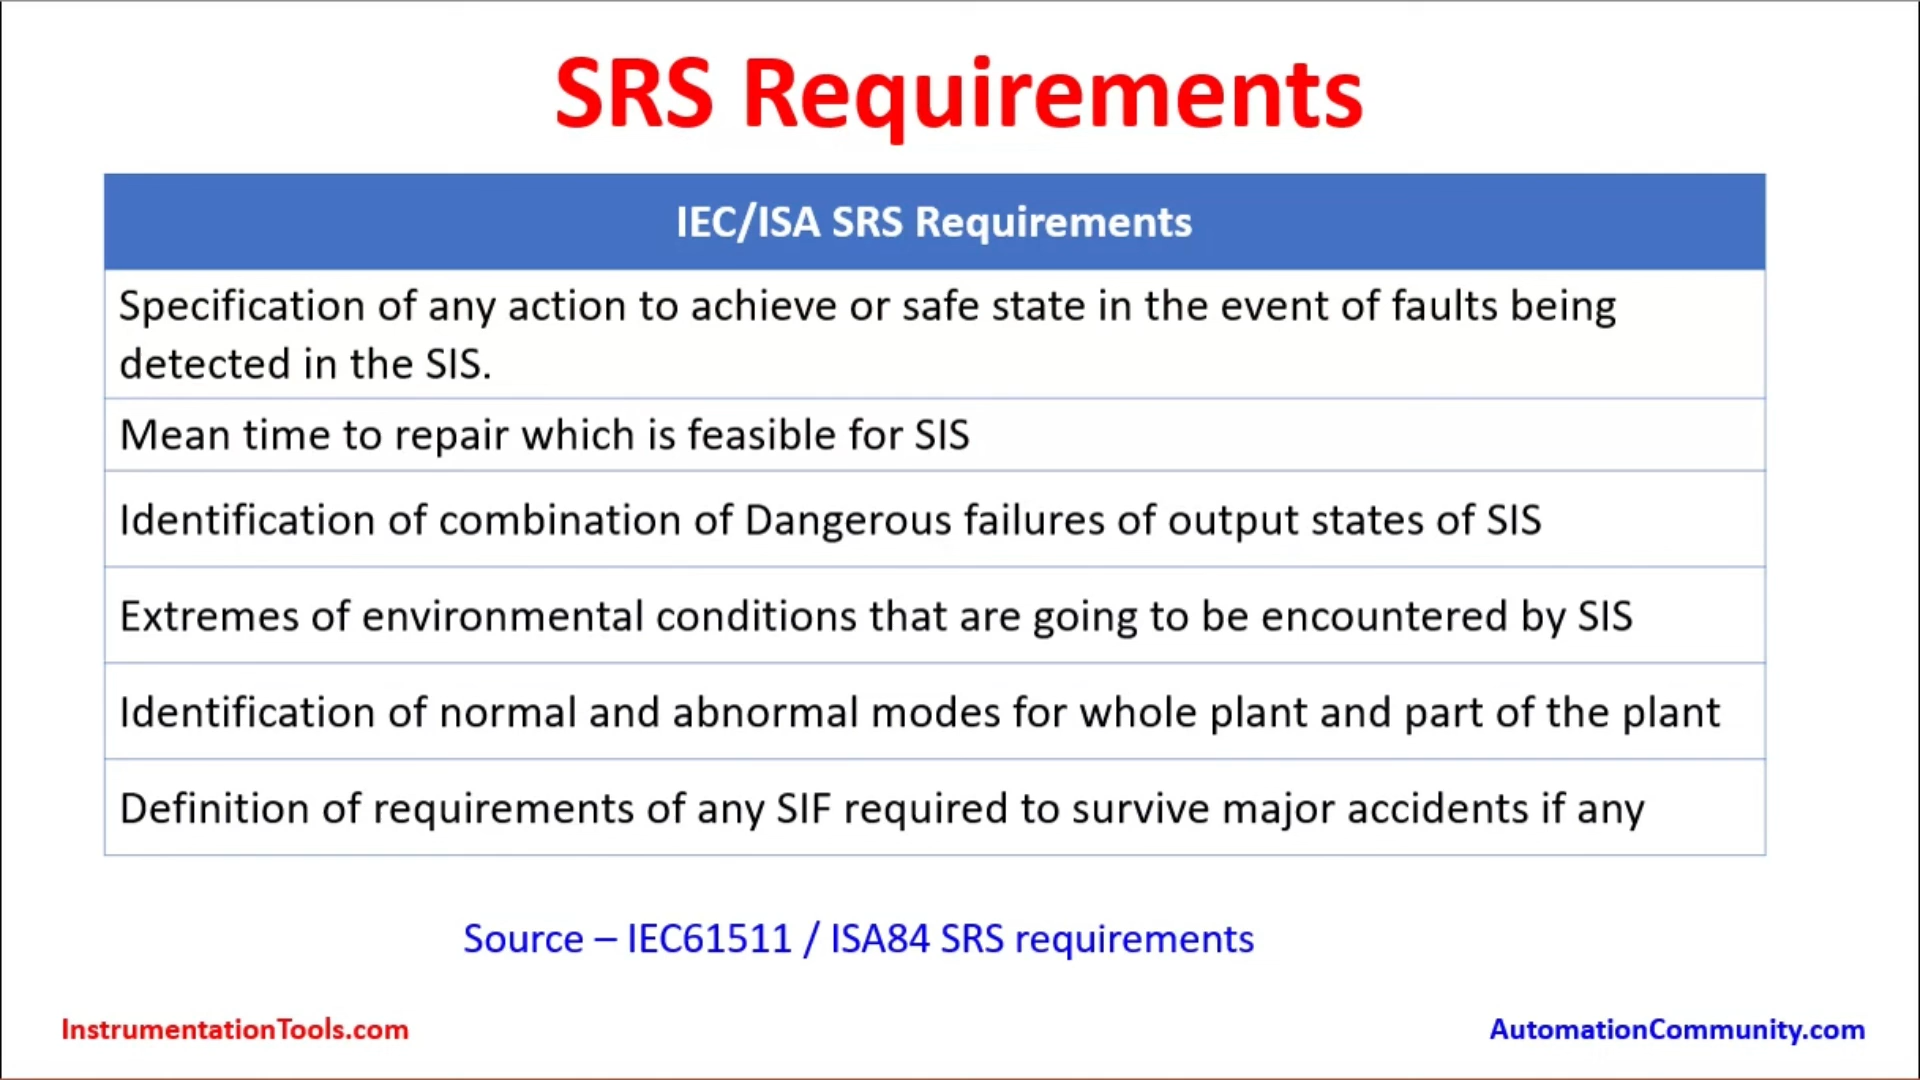 SRS Requirements
IEC/ISA SRS Requirements
Specification of any action to achieve or safe state in the event of faults being
detected in the SIS.
Mean time to repair which is feasible for SIS
Identification of combination of Dangerous failures of output states of SIS
Extremes of environmental conditions that are going to be encountered by SIS
Identification of normal and abnormal modes for whole plant and part of the plant
Definition of requirements of any SIF required to survive major accidents if any
Source – IEC61511 / ISA84 SRS requirements
InstrumentationTools.com
AutomationCommunity.com